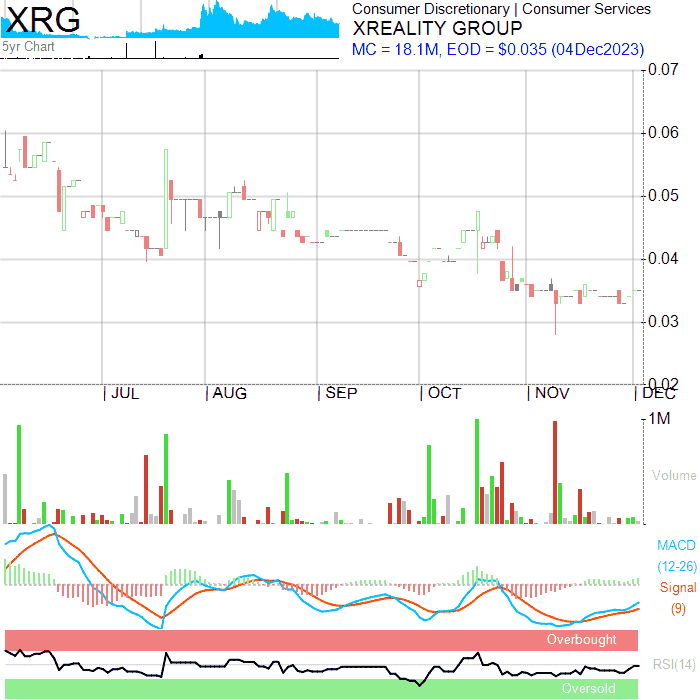 XRG
5yr Chart
Consumer Discretionary | Consumer Services
XREALITY GROUP
MC = 18.1M, EOD = $0.035 (04Dec2023)
0.07
0.06
0.05
0.04
0.03
0.02
JUL
AUG
SEP
OCT
NOV
DEC
1M
Volume
MACD
(12-26)
Signal
(9)
Overbought
RSI(14)
Oversold